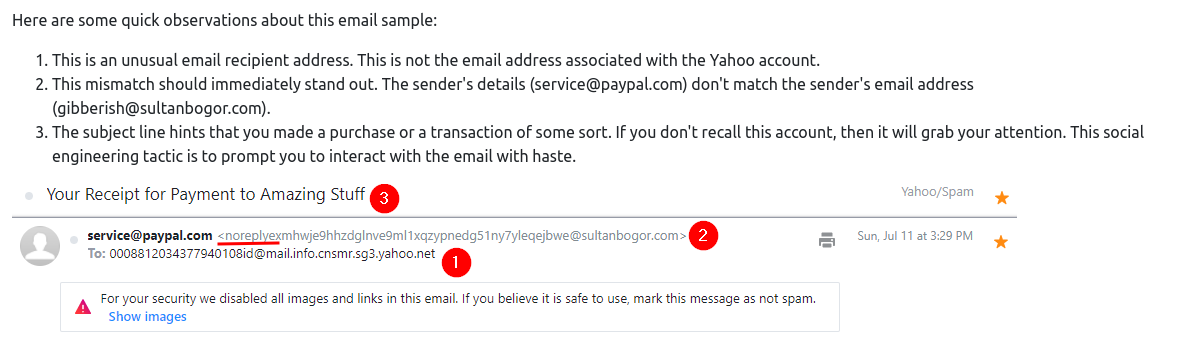 Here are some quick observations about this email sample:
1. This is an unusual email recipient address. This is not the email address associated with the Yahoo account.
2. This mismatch should immediately stand out. The sender's details (service@paypal.com) don't match the sender's email address
(gibberish@sultanbogor.com).
3. The subject line hints that you made a purchase or a transaction of some sort. If you don't recall this account, then it will grab your attention. This social
engineering tactic is to prompt you to interact with the email with haste.
Your Receipt for Payment to Amazing Stuff 3 Yahoo/Spam
service@paypal.com <noreplyexmhwje9hhzdglnve9ml1xqzypnedg51ny7yleqejbwe@sultanbogor.com> 2 Sun, Jul 11 at 3:29 PM
To: 0008812034377940108id@mail.info.cnsmr.sg3.yahoo.net 1
For your security we disabled all images and links in this email. If you believe it is safe to use, mark this message as not spam.
Show images